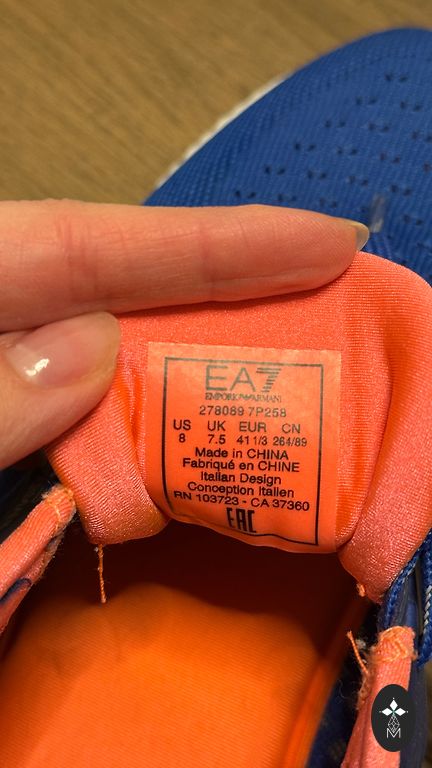 EA7
EMPORIO ARMANI
278089 7P258
US UK EUR CN
8 7.5 41 1/3 264/89
Made in CHINA
Fabriqué en CHINE
Italian Design
Conception Italien
RN 103723 - CA 37360
EAC
M